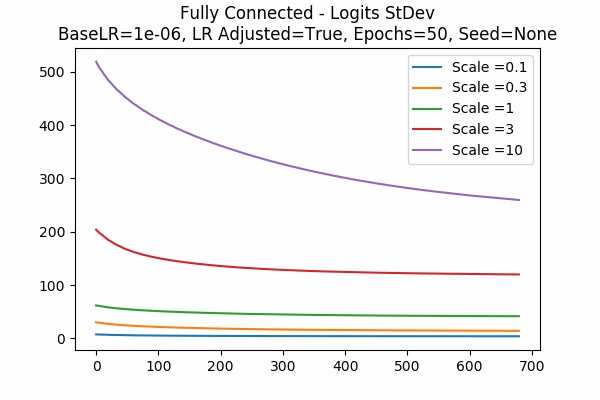 Fully Connected - Logits StDev
BaseLR=1e-06, LR Adjusted=True, Epochs=50, Seed=None
Scale =0.1
Scale =0.3
Scale =1
Scale =3
Scale =10
500
400
300
200
100
0
0 100 200 300 400 500 600 700